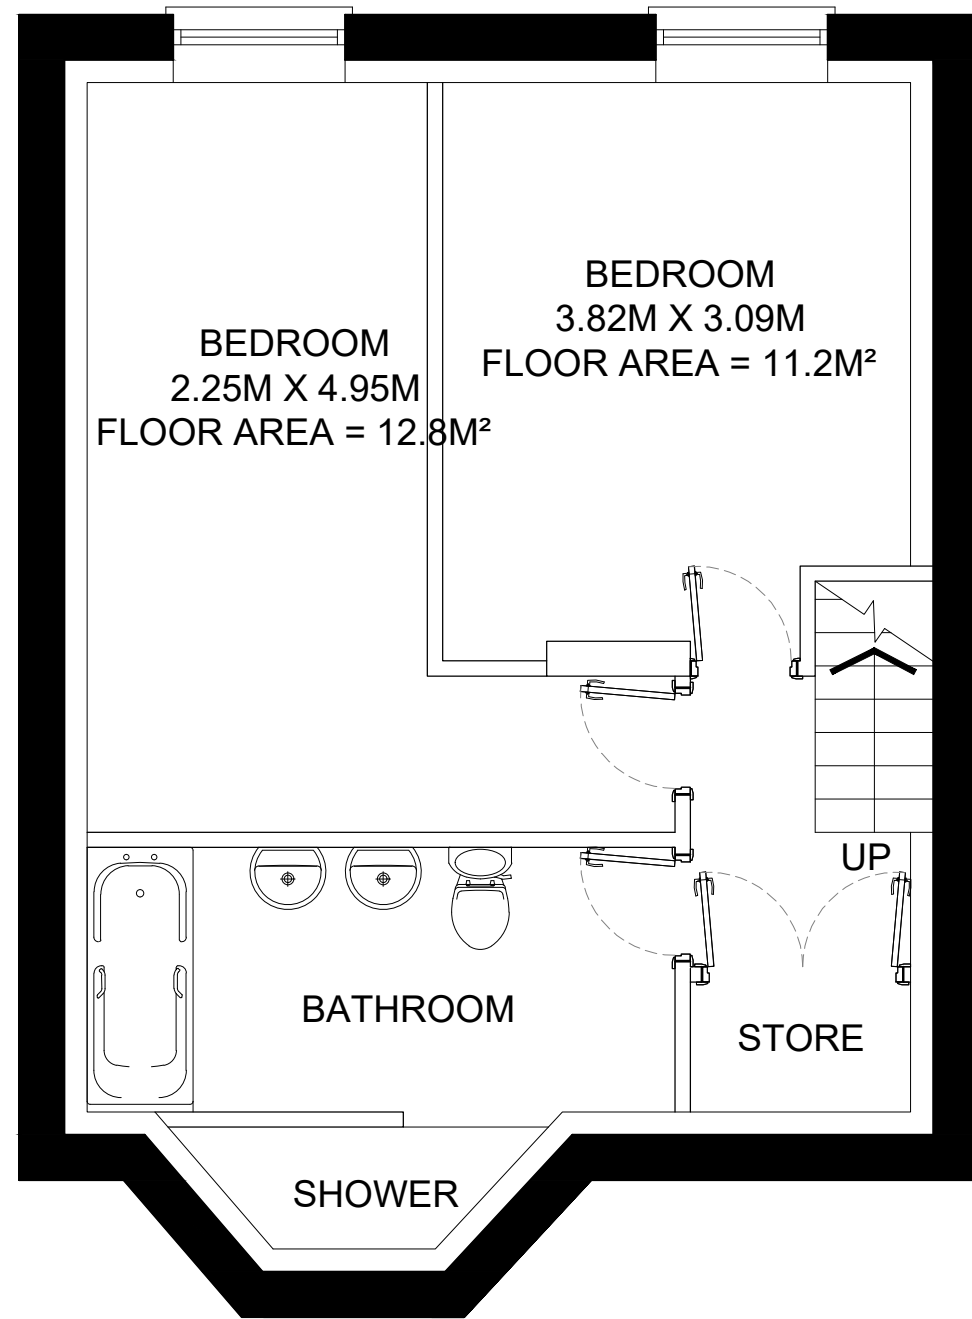 BEDROOM
2.25M X 4.95M
FLOOR AREA = 12.8M²
BEDROOM
3.82M X 3.09M
FLOOR AREA = 11.2M²
UP
BATHROOM
STORE
SHOWER